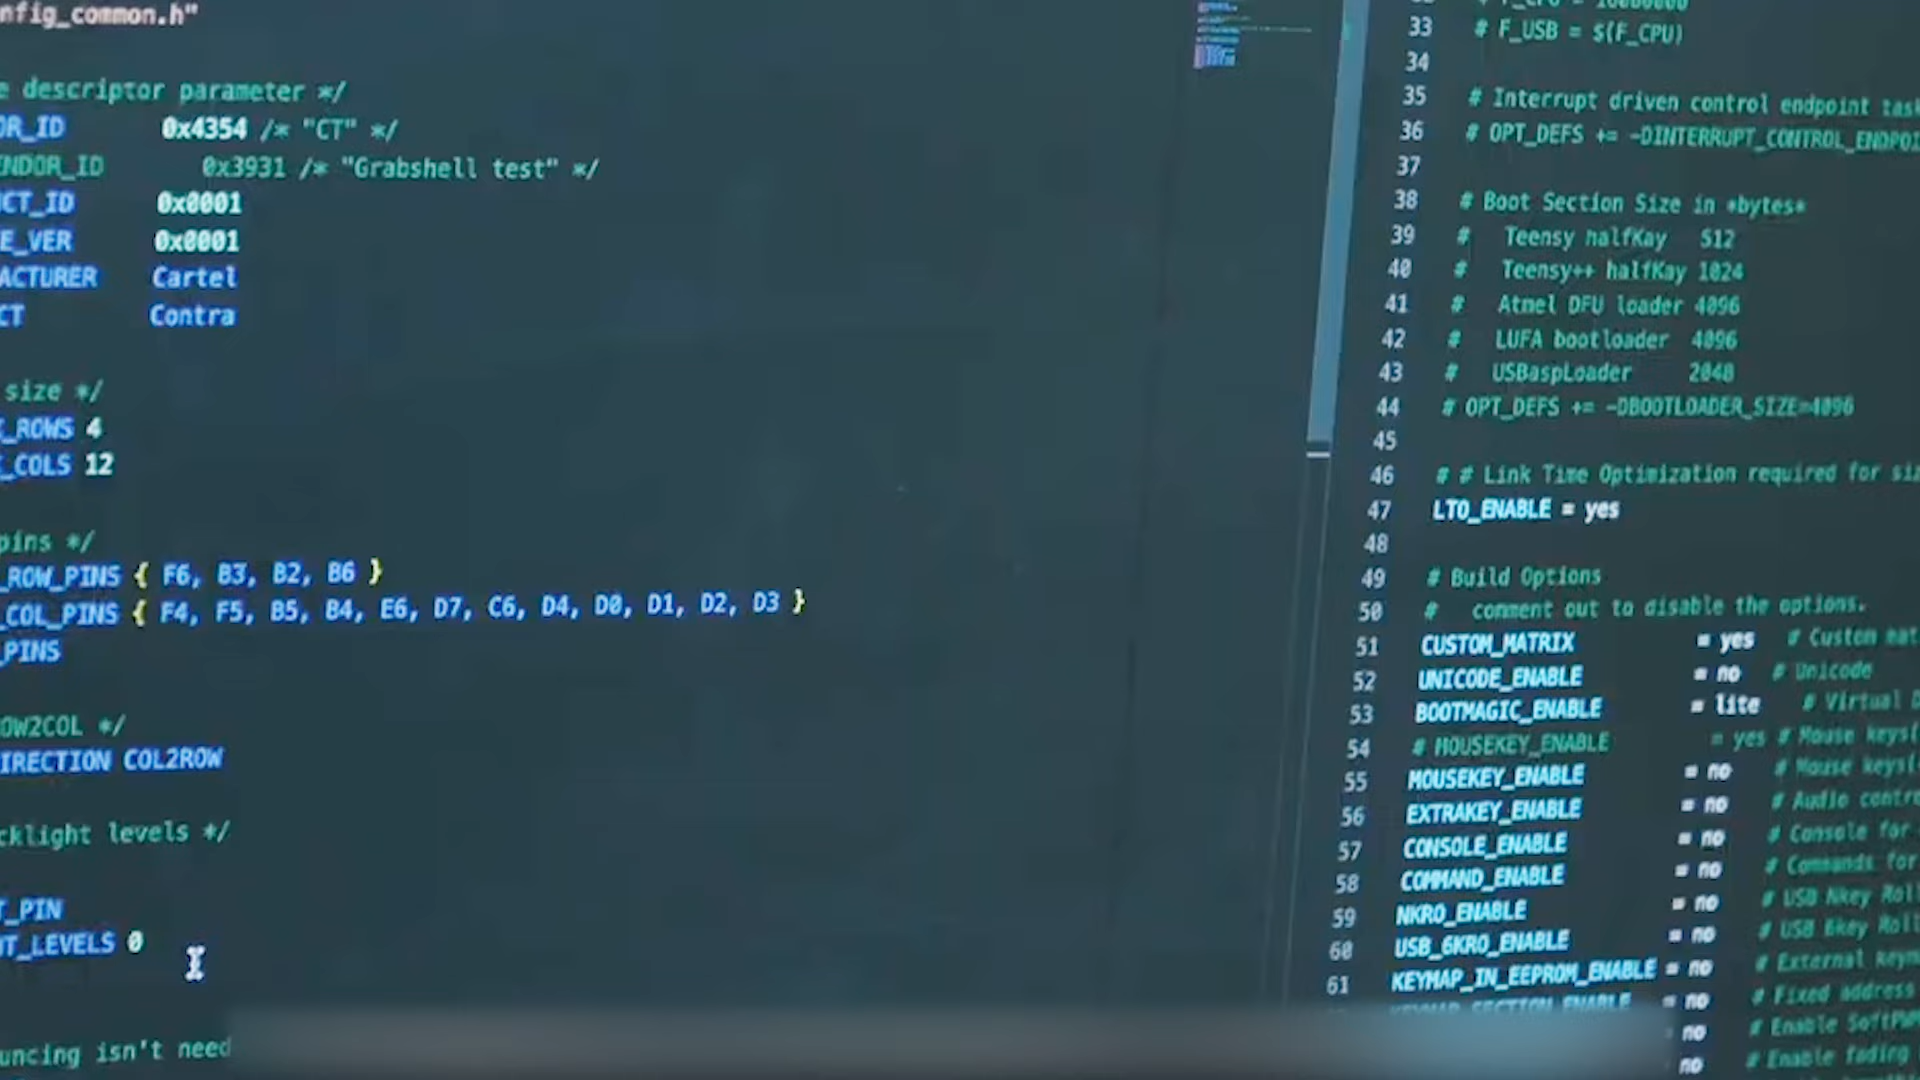 nfig_common.h"
e descriptor parameter */
OR_ID 0x4354 /* "CT" */
ENDOR_ID 0x3931 /* "Grabshell test" */
UCT_ID 0x0001
E_VER 0x0001
ACTURER Cartel
CT Contra
size */
_ROWS 4
_COLS 12
pins */
_ROW_PINS { F6, B3, B2, B6 }
_COL_PINS { F4, F5, B5, B4, E6, D7, C6, D4, D0, D1, D2, D3 }
_PINS
OW2COL */
IRECTION COL2ROW
cklight levels */
T_PIN
HT_LEVELS 0
uncing isn't need
33 # F_USB = $(F_CPU)
34
35 # Interrupt driven control endpoint task
36 # OPT_DEFS += -DINTERRUPT_CONTROL_ENDPOI
37
38 # Boot Section Size in *bytes*
39 # Teensy halfKay 512
40 # Teensy++ halfKay 1024
41 # Atmel DFU loader 4096
42 # LUFA bootloader 4096
43 # USBaspLoader 2048
44 # OPT_DEFS += -DBOOTLOADER_SIZE=4096
45
46 # # Link Time Optimization required for siz
47 LTO_ENABLE = yes
48
49 # Build Options
50 # comment out to disable the options.
51 CUSTOM_MATRIX = yes # Custom mat
52 UNICODE_ENABLE = no # Unicode
53 BOOTMAGIC_ENABLE = lite # Virtual D
54 # MOUSEKEY_ENABLE = yes # Mouse keys(
55 MOUSEKEY_ENABLE = no # Mouse keys(
56 EXTRAKEY_ENABLE = no # Audio contro
57 CONSOLE_ENABLE = no # Console for
58 COMMAND_ENABLE = no # Commands for
59 NKRO_ENABLE = no # USB Nkey Roll
60 USB_6KRO_ENABLE = no # USB 6key Roll
61 KEYMAP_IN_EEPROM_ENABLE = no # External keym
KEYMAP_SECTION_ENABLE = no # Fixed address
no # Enable SoftPWM
no # Enable fading